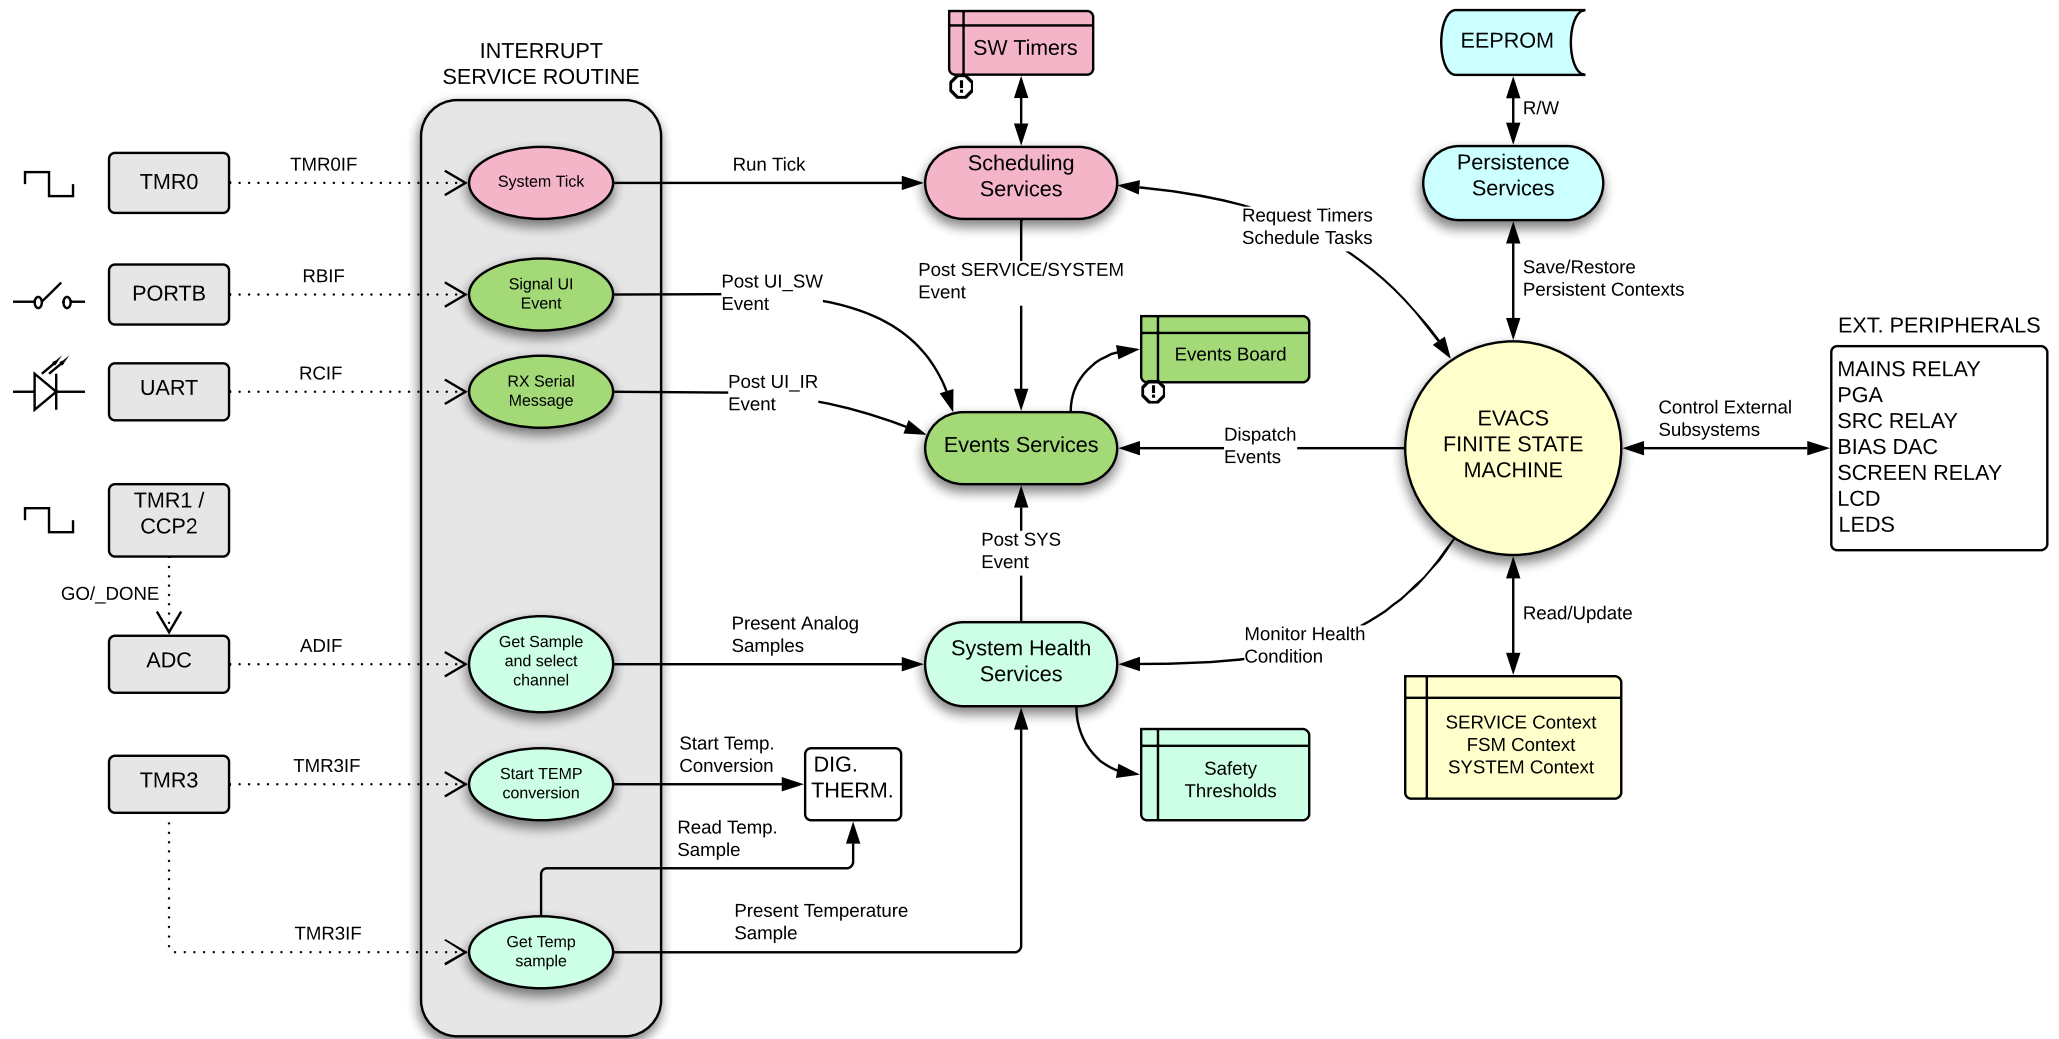 INTERRUPT
SERVICE ROUTINE
SW Timers
EEPROM
R/W
TMR0
TMR0IF
System Tick
Run Tick
Scheduling
Services
Persistence
Services
Request Timers
Schedule Tasks
PORTB
RBIF
Signal UI
Event
Post UI_SW
Event
Post SERVICE/SYSTEM
Event
Save/Restore
Persistent Contexts
Events Board
EXT. PERIPHERALS
MAINS RELAY
PGA
SRC RELAY
BIAS DAC
SCREEN RELAY
LCD
LEDS
UART
RCIF
RX Serial
Message
Post UI_IR
Event
Events Services
Dispatch
Events
EVACS
FINITE STATE
MACHINE
Control External
Subsystems
TMR1 /
CCP2
GO/_DONE
Post SYS
Event
ADC
ADIF
Get Sample
and select
channel
Present Analog
Samples
System Health
Services
Monitor Health
Condition
Read/Update
SERVICE Context
FSM Context
SYSTEM Context
TMR3
TMR3IF
Start TEMP
conversion
Start Temp.
Conversion
DIG.
THERM.
Safety
Thresholds
Read Temp.
Sample
TMR3IF
Get Temp
sample
Present Temperature
Sample